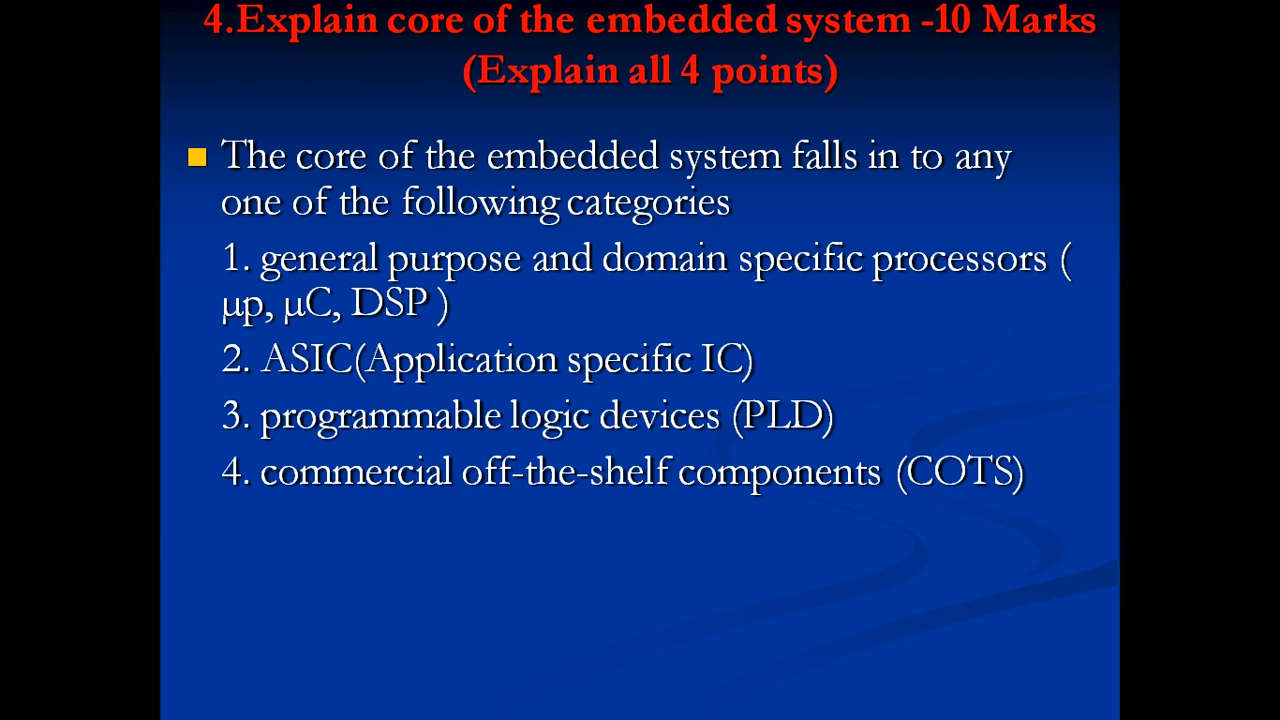 4.Explain core of the embedded system -10 Marks
(Explain all 4 points)
The core of the embedded system falls in to any
one of the following categories
1. general purpose and domain specific processors (
μp, μC, DSP )
2. ASIC(Application specific IC)
3. programmable logic devices (PLD)
4. commercial off-the-shelf components (COTS)